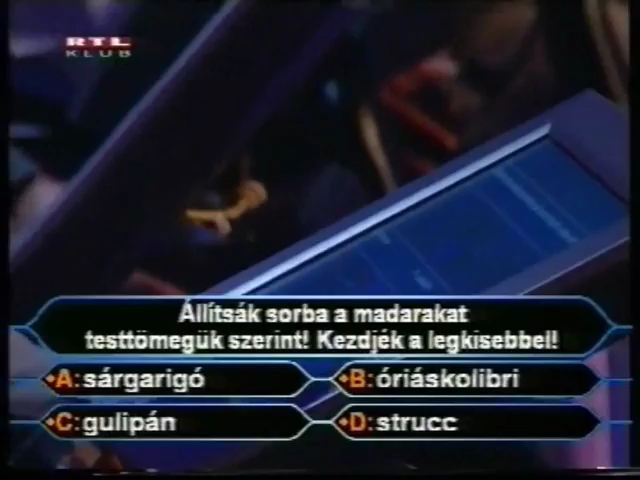 RTL
KLUB
Állítsák sorba a madarakat
testtömegük szerint! Kezdjék a legkisebbel!
A: sárgarigó
B: óriáskolibri
C: gulipán
D: strucc